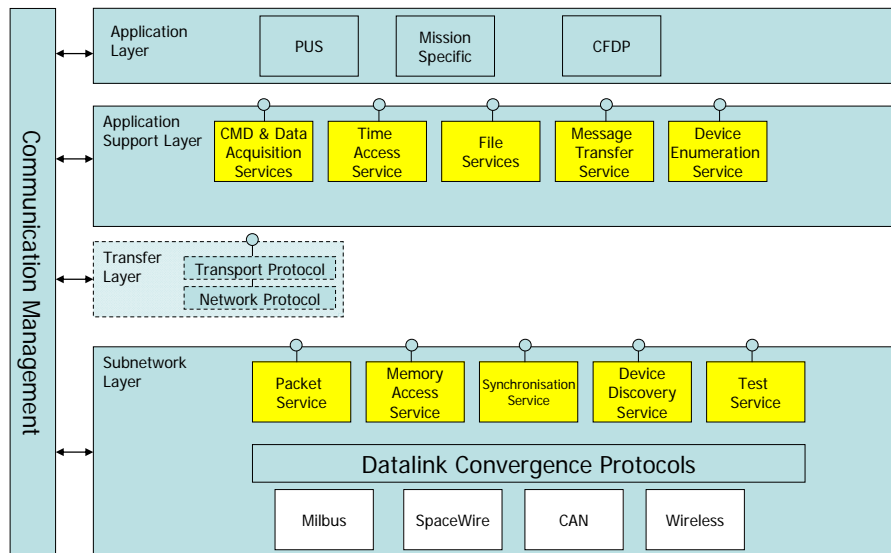 Communication Management
Application
Layer
PUS
Mission
Specific
CFDP
Application
Support Layer
CMD & Data
Acquisition
Services
Time
Access
Service
File
Services
Message
Transfer
Service
Device
Enumeration
Service
Transfer
Layer
Transport Protocol
Network Protocol
Subnetwork
Layer
Packet
Service
Memory
Access
Service
Synchronisation
Service
Device
Discovery
Service
Test
Service
Datalink Convergence Protocols
Milbus
SpaceWire
CAN
Wireless